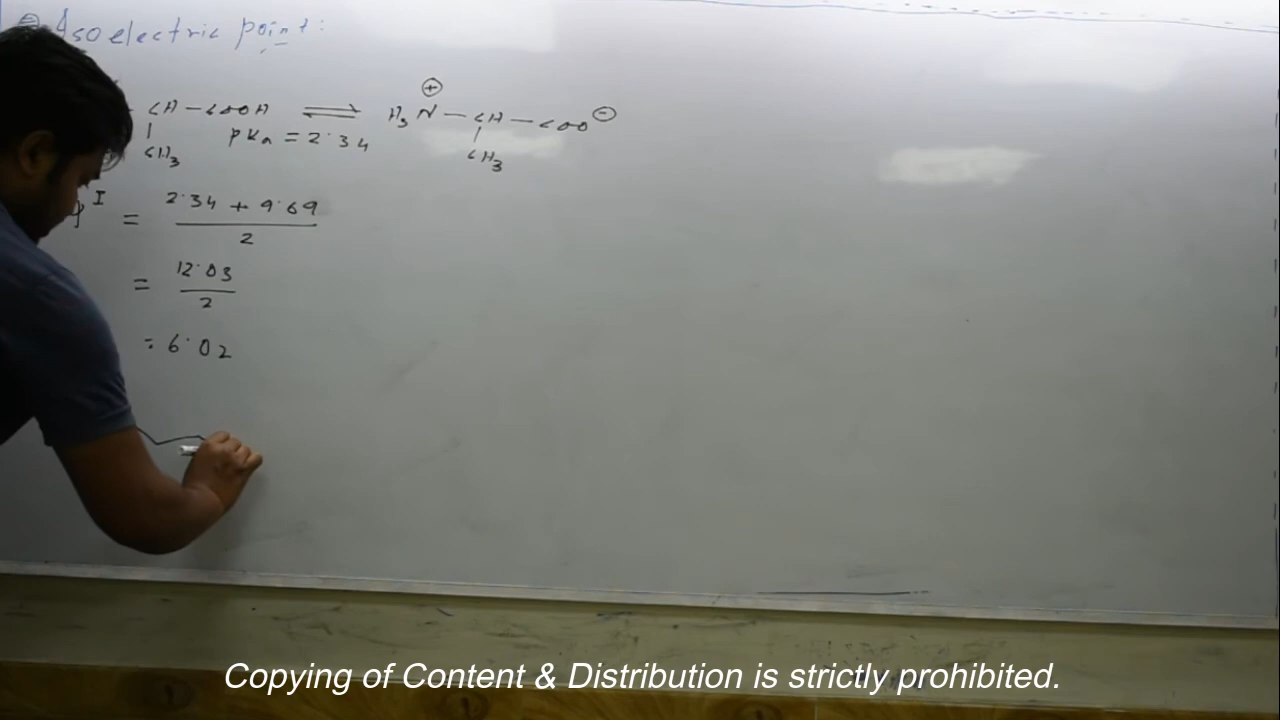 Isoelectric point:
CH – COOH ⇌ H₃N⊕ – CH – COO⊖
| pKa = 2.34 |
CH₃ CH₃
pI = 2.34 + 9.69 / 2
= 12.03 / 2
= 6.02
Copying of Content & Distribution is strictly prohibited.